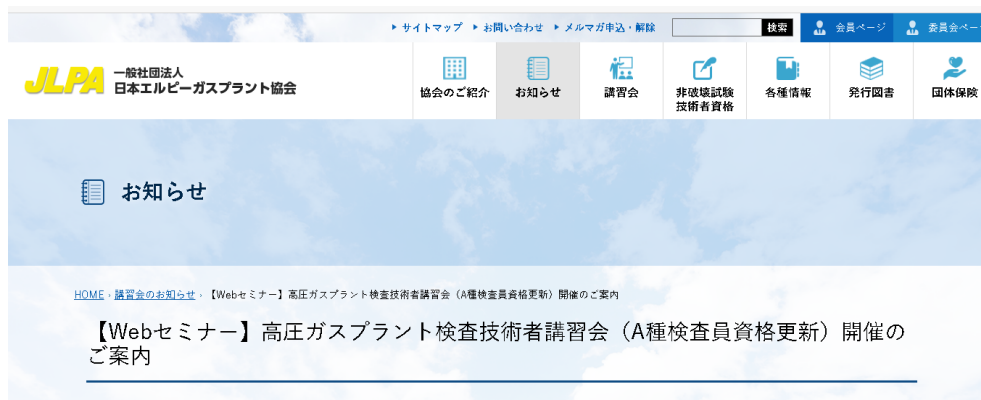 サイトマップ お問い合わせ メルマガ申込・解除 検索 会員ページ 委員会ペー
JLPA 一般社団法人
日本エルピーガスプラント協会
協会のご紹介 お知らせ 講習会 非破壊試験 各種情報 発行図書 団体保険
技術者資格
お知らせ
HOME › 講習会のお知らせ › 【Webセミナー】高圧ガスプラント検査技術者講習会(A種検査員資格更新)開催のご案内
【Webセミナー】高圧ガスプラント検査技術者講習会(A種検査員資格更新)開催の
ご案内